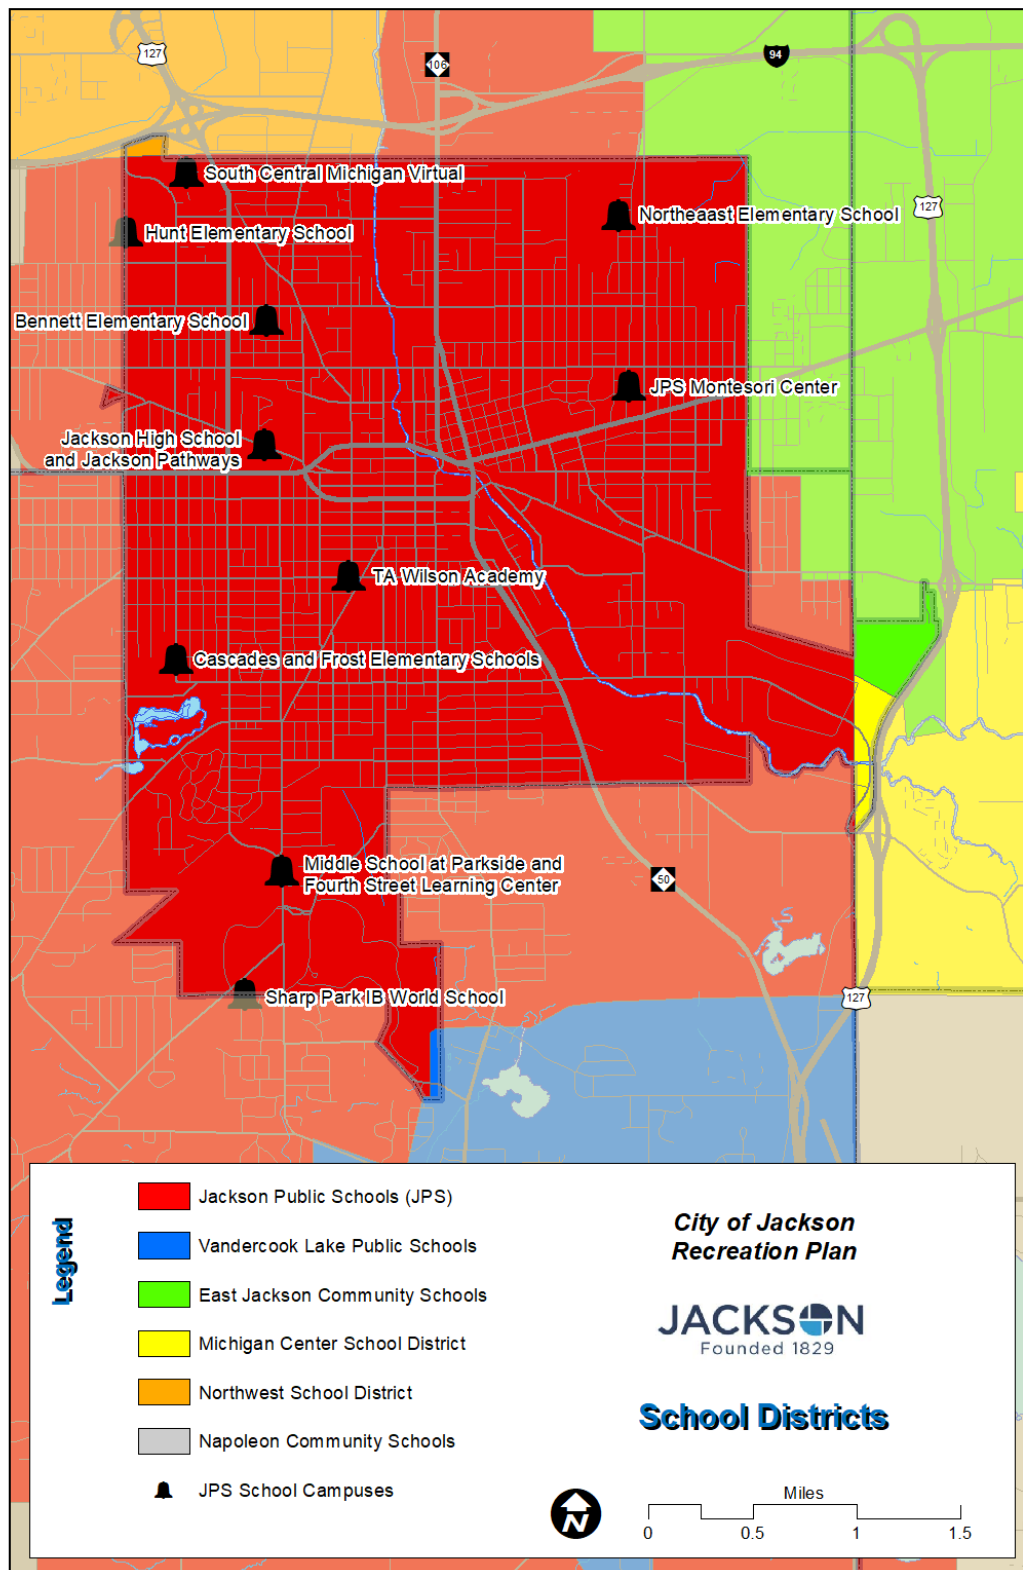 127
106
94
South Central Michigan Virtual
Northeaast Elementary School
127
Hunt Elementary School
Bennett Elementary School
JPS Montesori Center
Jackson High School
and Jackson Pathways
TA Wilson Academy
Cascades and Frost Elementary Schools
Middle School at Parkside and
Fourth Street Learning Center
50
Sharp Park IB World School
127
Legend
Jackson Public Schools (JPS)
Vandercook Lake Public Schools
East Jackson Community Schools
Michigan Center School District
Northwest School District
Napoleon Community Schools
JPS School Campuses
City of Jackson
Recreation Plan
JACKSON
Founded 1829
School Districts
N
Miles
0 0.5 1 1.5